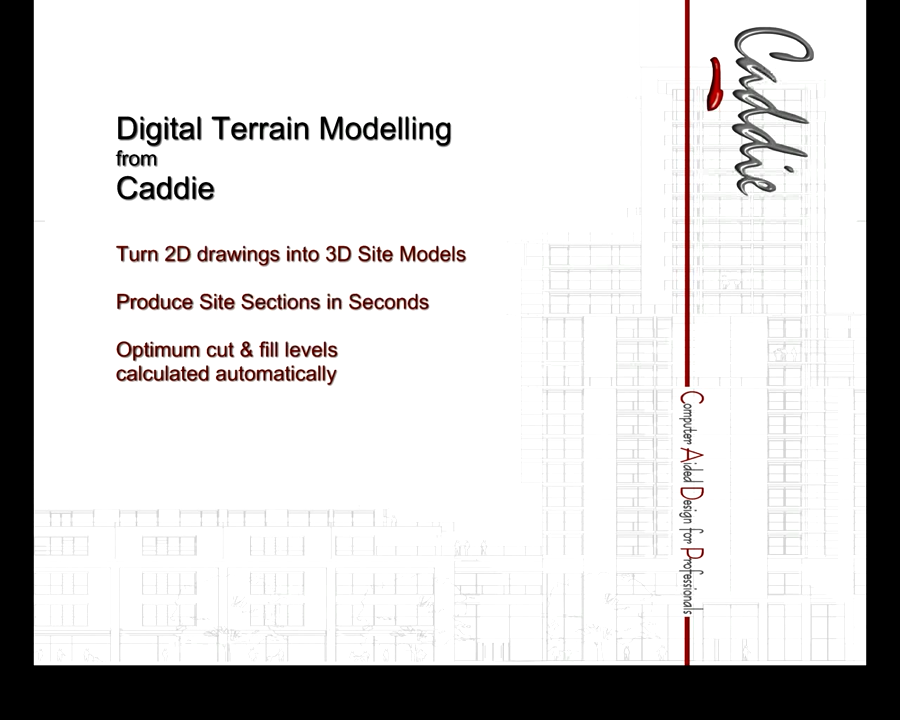 Digital Terrain Modelling
from
Caddie
Turn 2D drawings into 3D Site Models
Produce Site Sections in Seconds
Optimum cut & fill levels
calculated automatically
Caddie
Computer Aided Design for Professionals